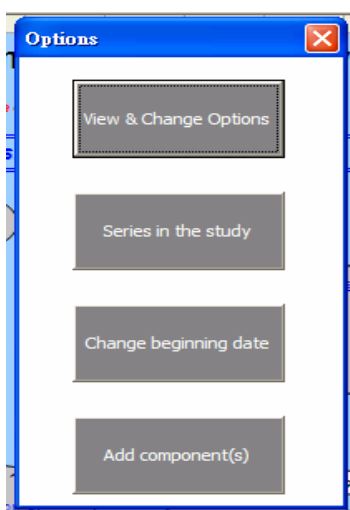 Options
View & Change Options
Series in the study
Change beginning date
Add component(s)